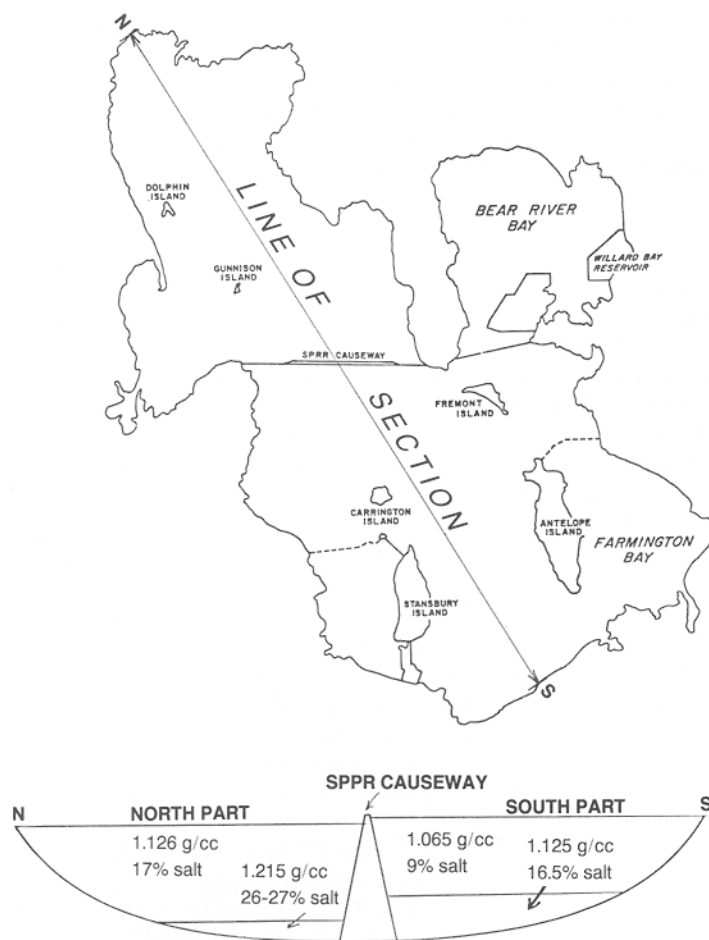 N
DOLPHIN
ISLAND
LINE OF
BEAR RIVER
BAY
WILLARD BAY
RESERVOIR
GUNNISON
ISLAND
SPRR CAUSEWAY
FREMONT
ISLAND
SECTION
CARRINGTON
ISLAND
ANTELOPE
ISLAND
FARMINGTON
BAY
STANSBURY
ISLAND
S
SPPR CAUSEWAY
N
NORTH PART
SOUTH PART
S
1.126 g/cc
17% salt
1.215 g/cc
26-27% salt
1.065 g/cc
9% salt
1.125 g/cc
16.5% salt